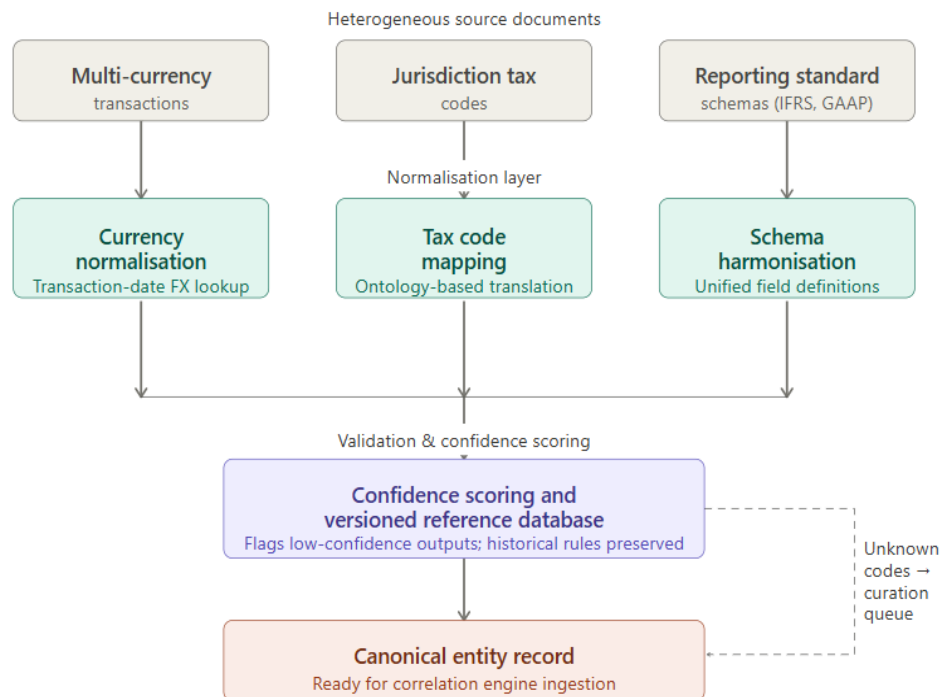 Heterogeneous source documents
Multi-currency
transactions
Jurisdiction tax
codes
Reporting standard
schemas (IFRS, GAAP)
Normalisation layer
Currency
normalisation
Transaction-date FX lookup
Tax code
mapping
Ontology-based translation
Schema
harmonisation
Unified field definitions
Validation & confidence scoring
Confidence scoring and
versioned reference database
Flags low-confidence outputs; historical rules preserved
Unknown
codes →
curation
queue
Canonical entity record
Ready for correlation engine ingestion